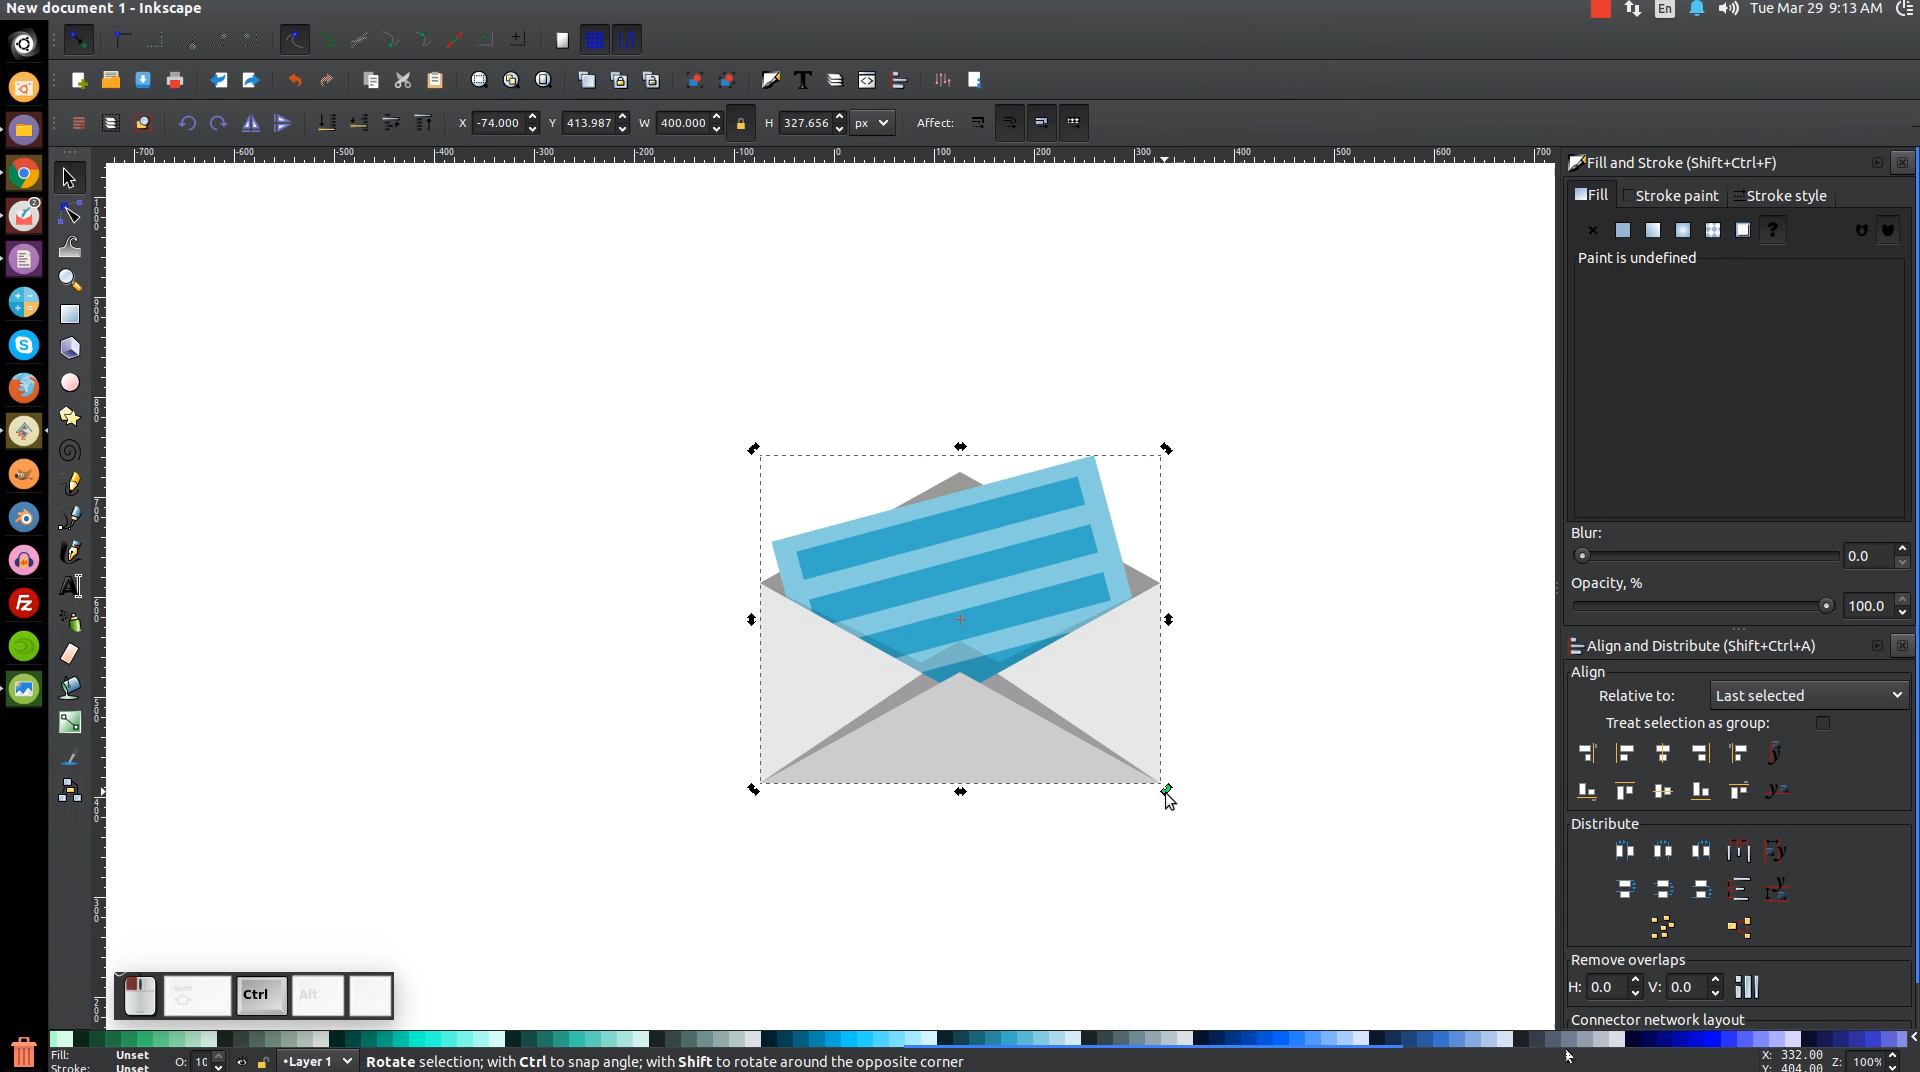 New document 1 - Inkscape
En
Tue Mar 29 9:13 AM
X -74.000 Y 413.987 W 400.000 H 327.656 px Affect:
-700 -600 -500 -400 -300 -200 -100 0 100 200 300 400 500 600 700
Fill and Stroke (Shift+Ctrl+F)
Fill Stroke paint Stroke style
?
Paint is undefined
Blur:
0.0
Opacity, %
100.0
Align and Distribute (Shift+Ctrl+A)
Align
Relative to: Last selected
Treat selection as group:
Distribute
Remove overlaps
H: 0.0 V: 0.0
Connector network layout
Shift Ctrl Alt
Fill: Unset
Stroke: Unset
O: 10
•Layer 1
Rotate selection; with Ctrl to snap angle; with Shift to rotate around the opposite corner
X: 332.00
Y: 404.00
Z: 100%